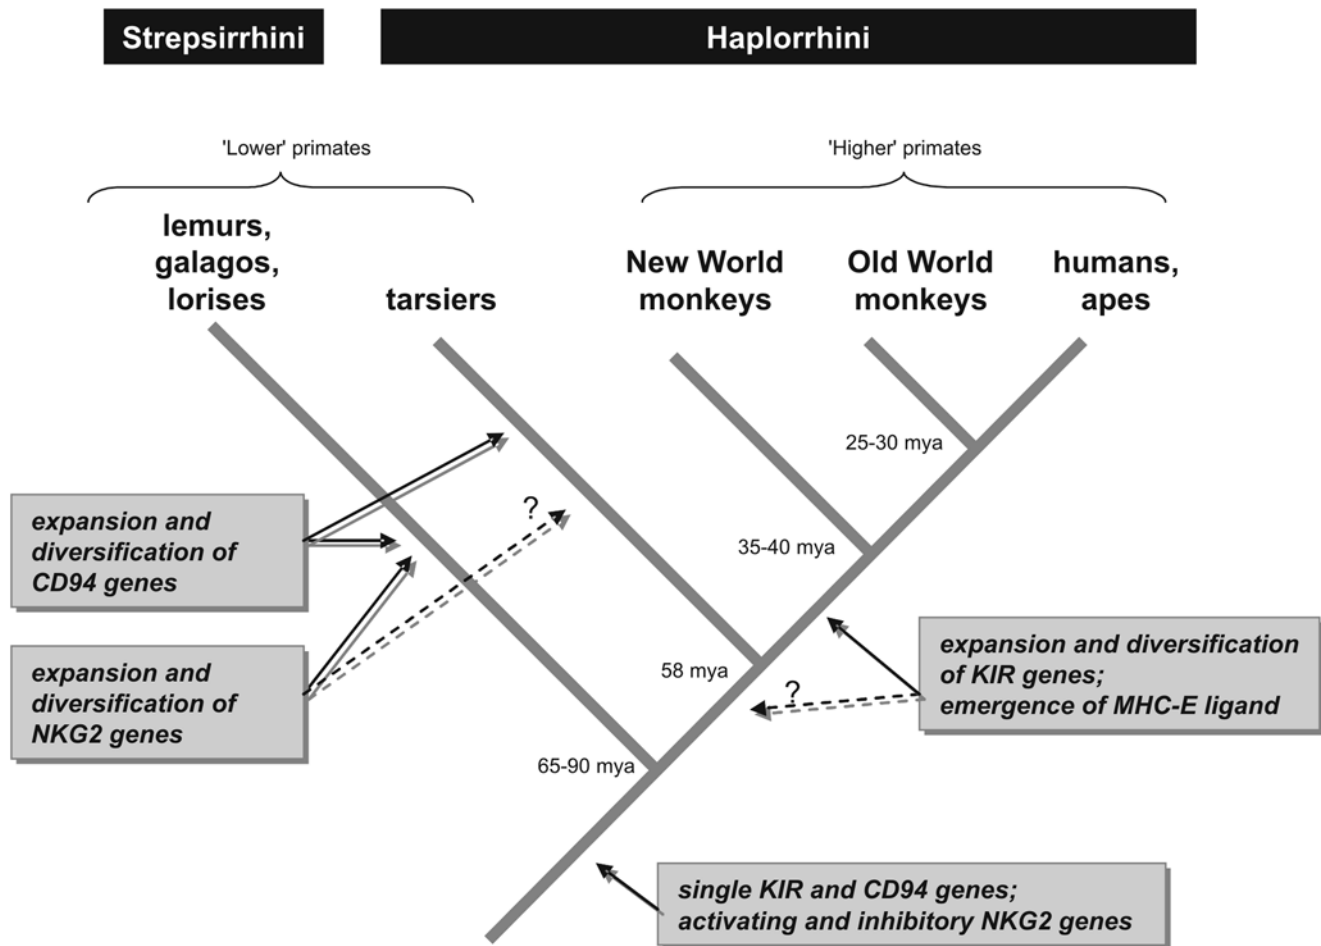 Strepsirrhini
Haplorrhini
'Lower' primates
'Higher' primates
lemurs,
galagos,
lorises
tarsiers
New World
monkeys
Old World
monkeys
humans,
apes
25-30 mya
?
expansion and
diversification of
CD94 genes
35-40 mya
expansion and
diversification of
NKG2 genes
58 mya
?
expansion and diversification
of KIR genes;
emergence of MHC-E ligand
65-90 mya
single KIR and CD94 genes;
activating and inhibitory NKG2 genes